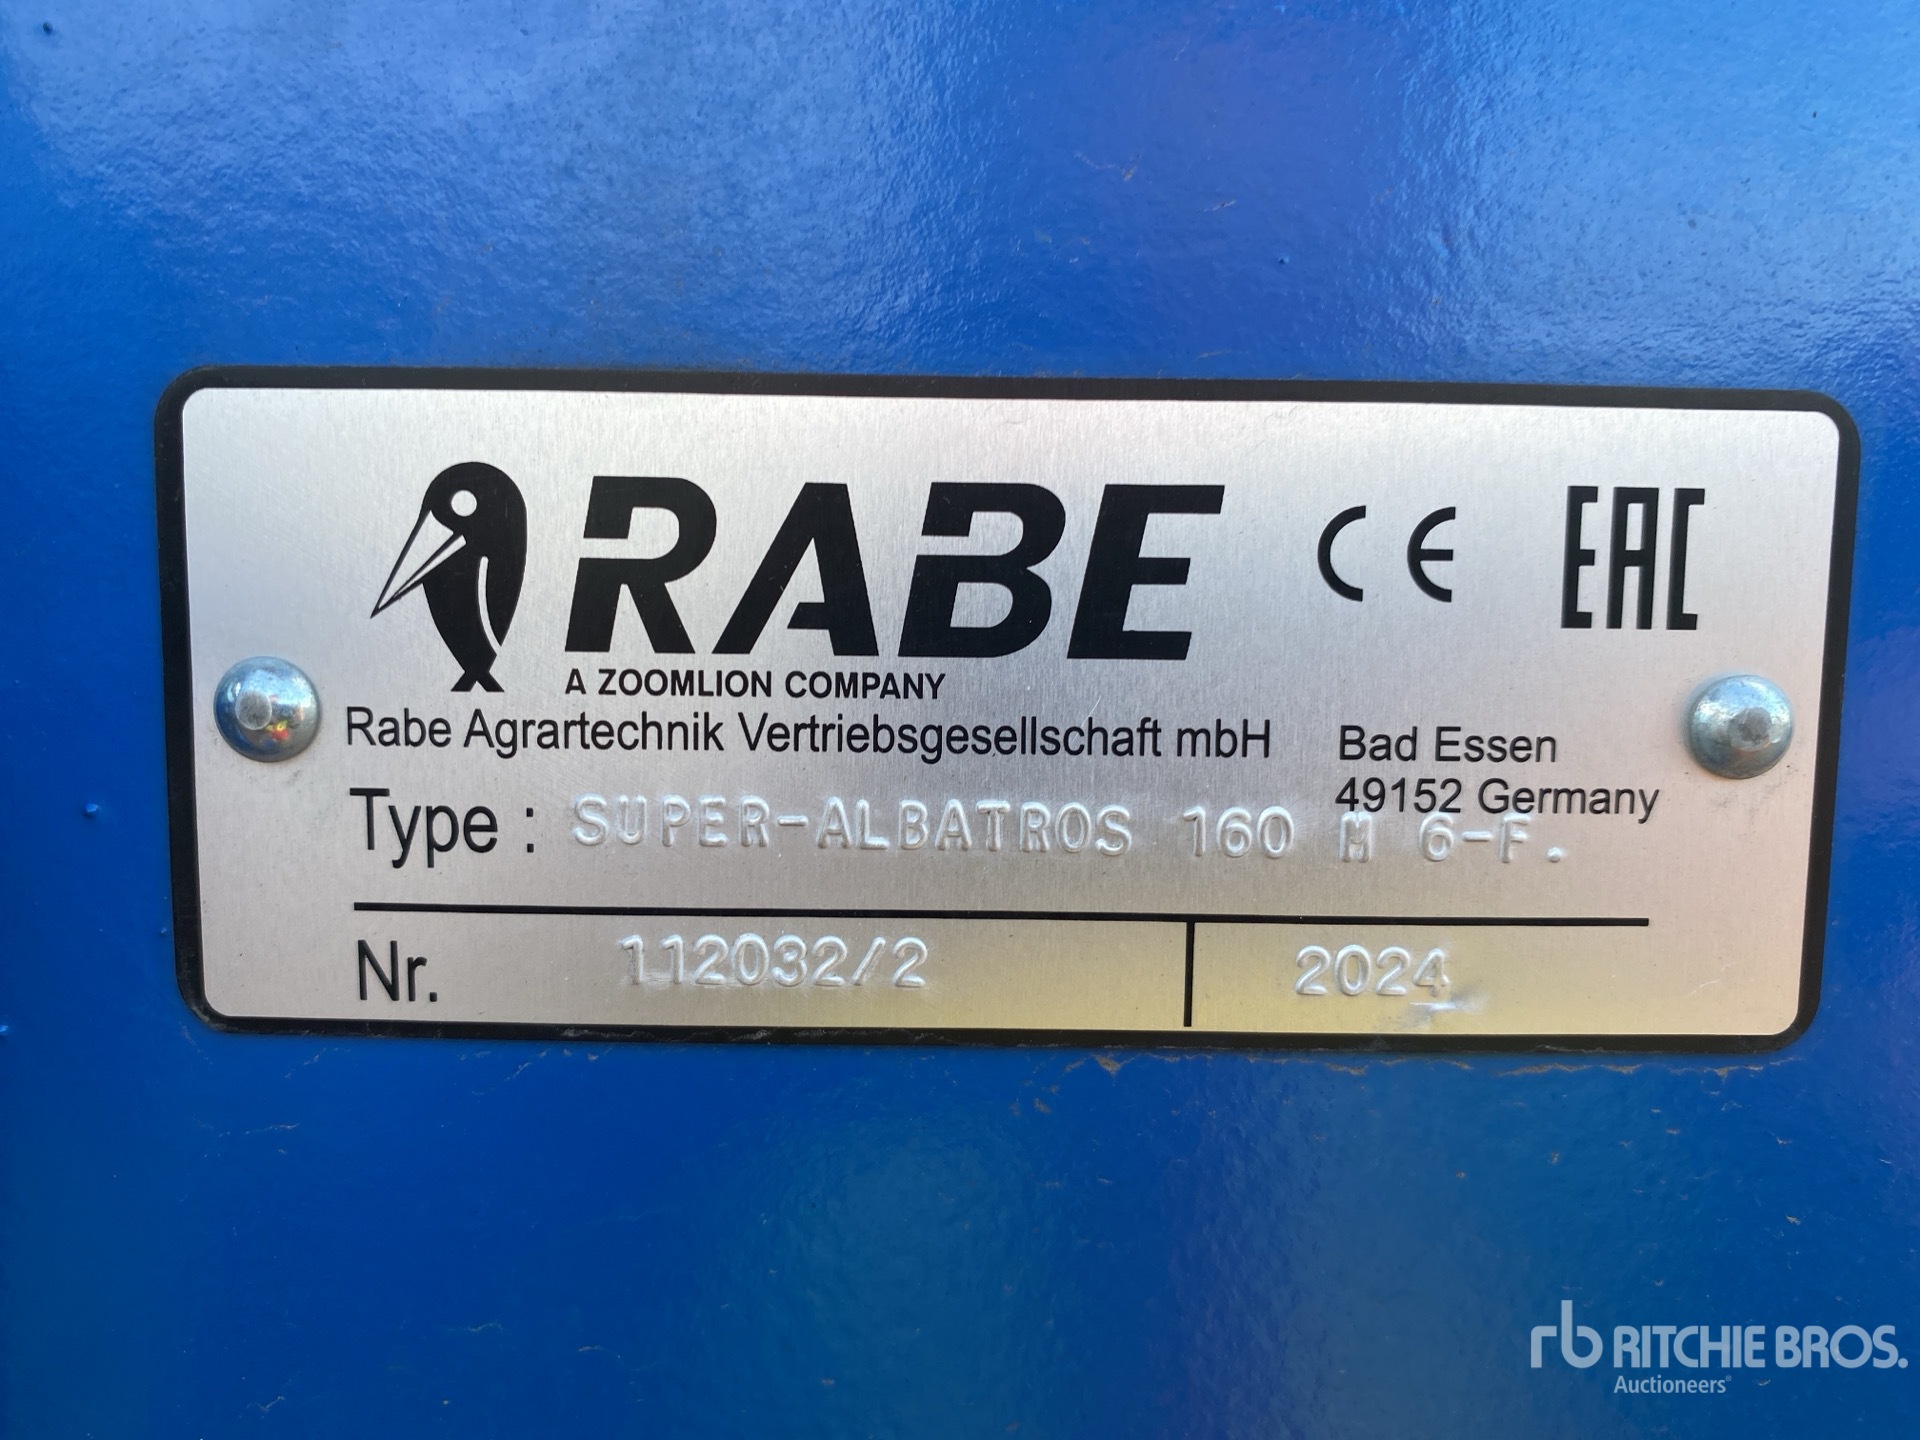 RABE CE EAC
A ZOOMLION COMPANY
Rabe Agrartechnik Vertriebsgesellschaft mbH Bad Essen
49152 Germany
Type : SUPER-ALBATROS 160 M 6-F.
Nr. 112032/2 2024
rb RITCHIE BROS.
Auctioneers®